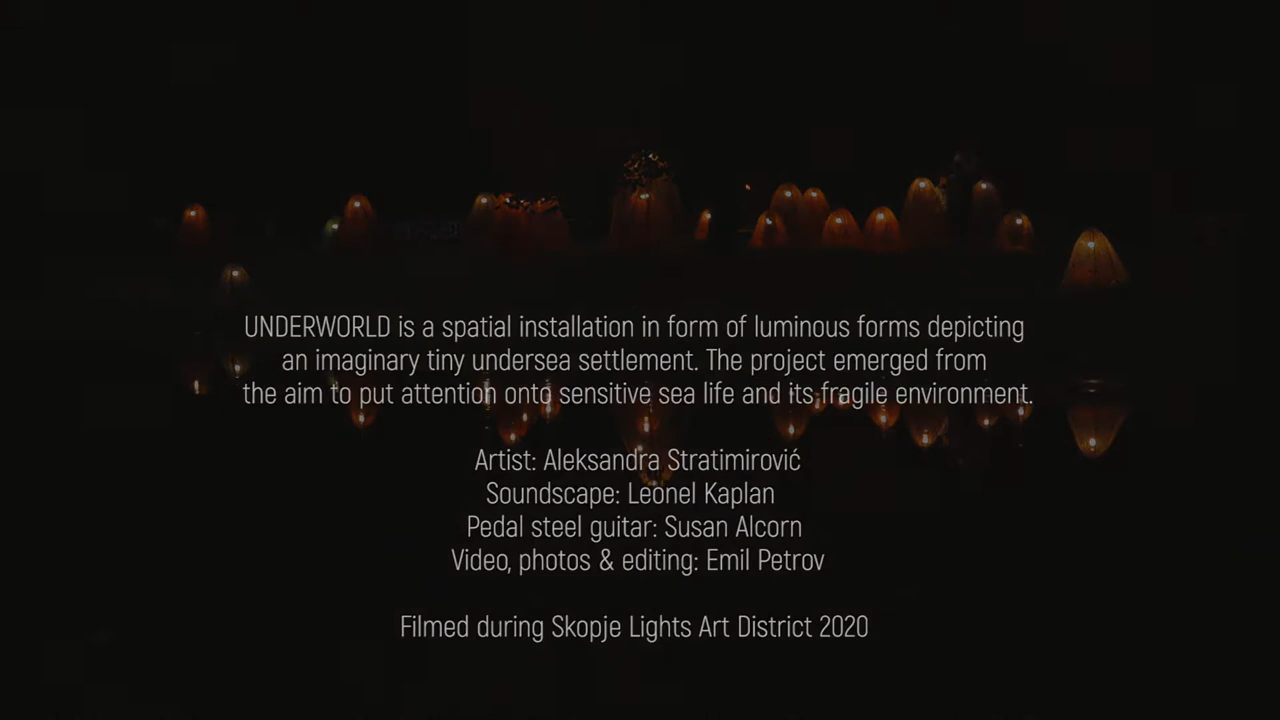 UNDERWORLD is a spatial installation in form of luminous forms depicting
an imaginary tiny undersea settlement. The project emerged from
the aim to put attention onto sensitive sea life and its fragile environment.
Artist: Aleksandra Stratimirović
Soundscape: Leonel Kaplan
Pedal steel guitar: Susan Alcorn
Video, photos & editing: Emil Petrov
Filmed during Skopje Lights Art District 2020